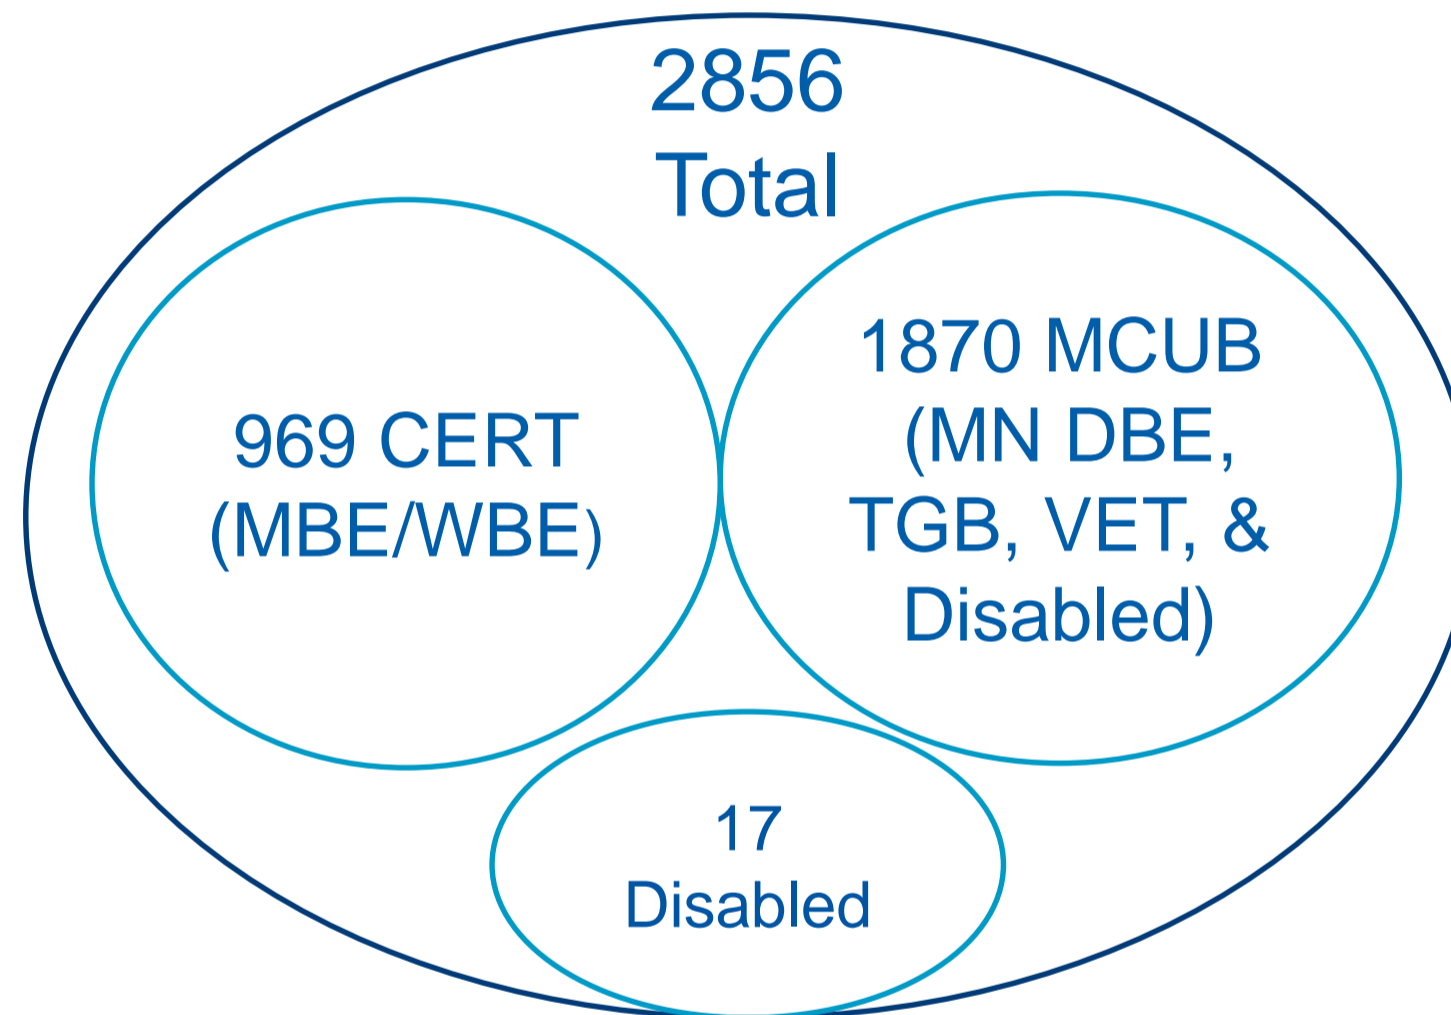 2856
Total
969 CERT
(MBE/WBE)
1870 MCUB
(MN DBE,
TGB, VET, &
Disabled)
17
Disabled